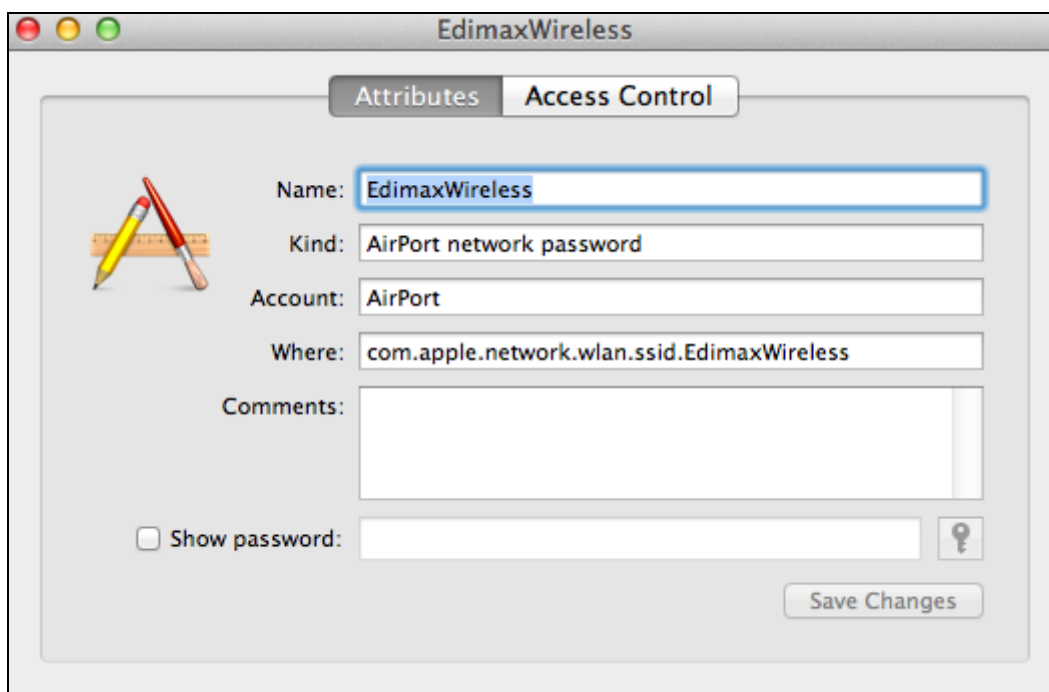 EdimaxWireless
Attributes Access Control
Name: EdimaxWireless
Kind: AirPort network password
Account: AirPort
Where: com.apple.network.wlan.ssid.EdimaxWireless
Comments:
Show password:
Save Changes